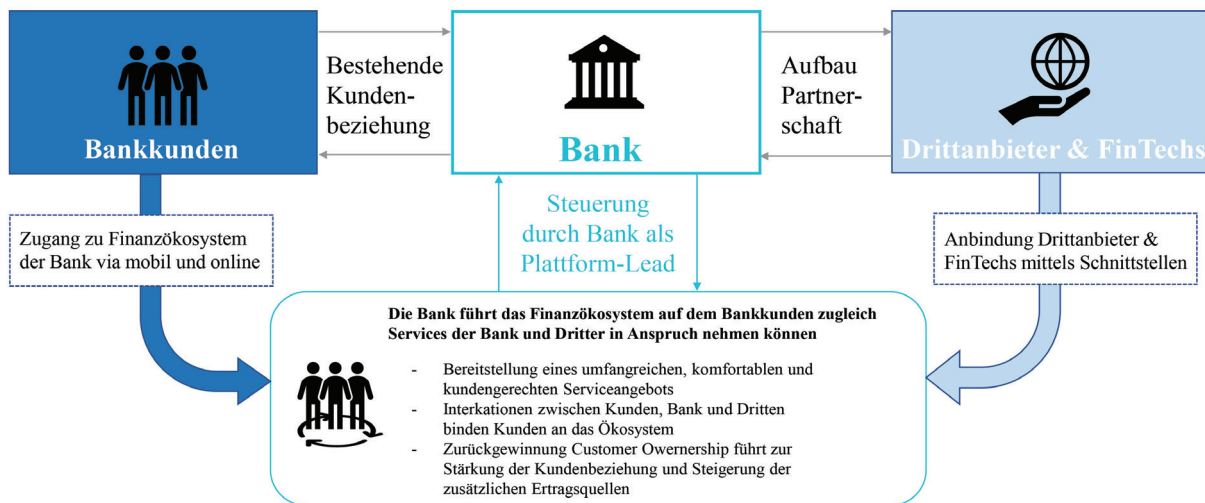 Bankkunden
Bestehende
Kunden-
beziehung
Bank
Aufbau
Partner-
schaft
Drittanbieter & FinTechs
Zugang zu Finanzökosystem
der Bank via mobil und online
Steuerung
durch Bank als
Plattform-Lead
Anbindung Drittanbieter &
FinTechs mittels Schnittstellen
Die Bank führt das Finanzökosystem auf dem Bankkunden zugleich
Services der Bank und Dritter in Anspruch nehmen können
- Bereitstellung eines umfangreichen, komfortablen und
kundengerechten Serviceangebots
- Interkationen zwischen Kunden, Bank und Dritten
binden Kunden an das Ökosystem
- Zurückgewinnung Customer Owernership führt zur
Stärkung der Kundenbeziehung und Steigerung der
zusätzlichen Ertragsquellen